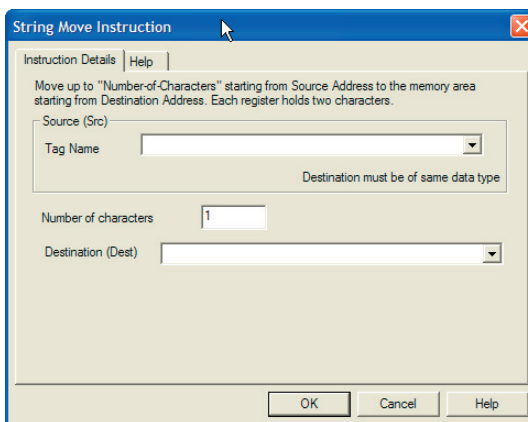 String Move Instruction
Instruction Details Help
Move up to "Number-of-Characters" starting from Source Address to the memory area
starting from Destination Address. Each register holds two characters.
Source (Src)
Tag Name
Destination must be of same data type
Number of characters 1
Destination (Dest)
OK Cancel Help